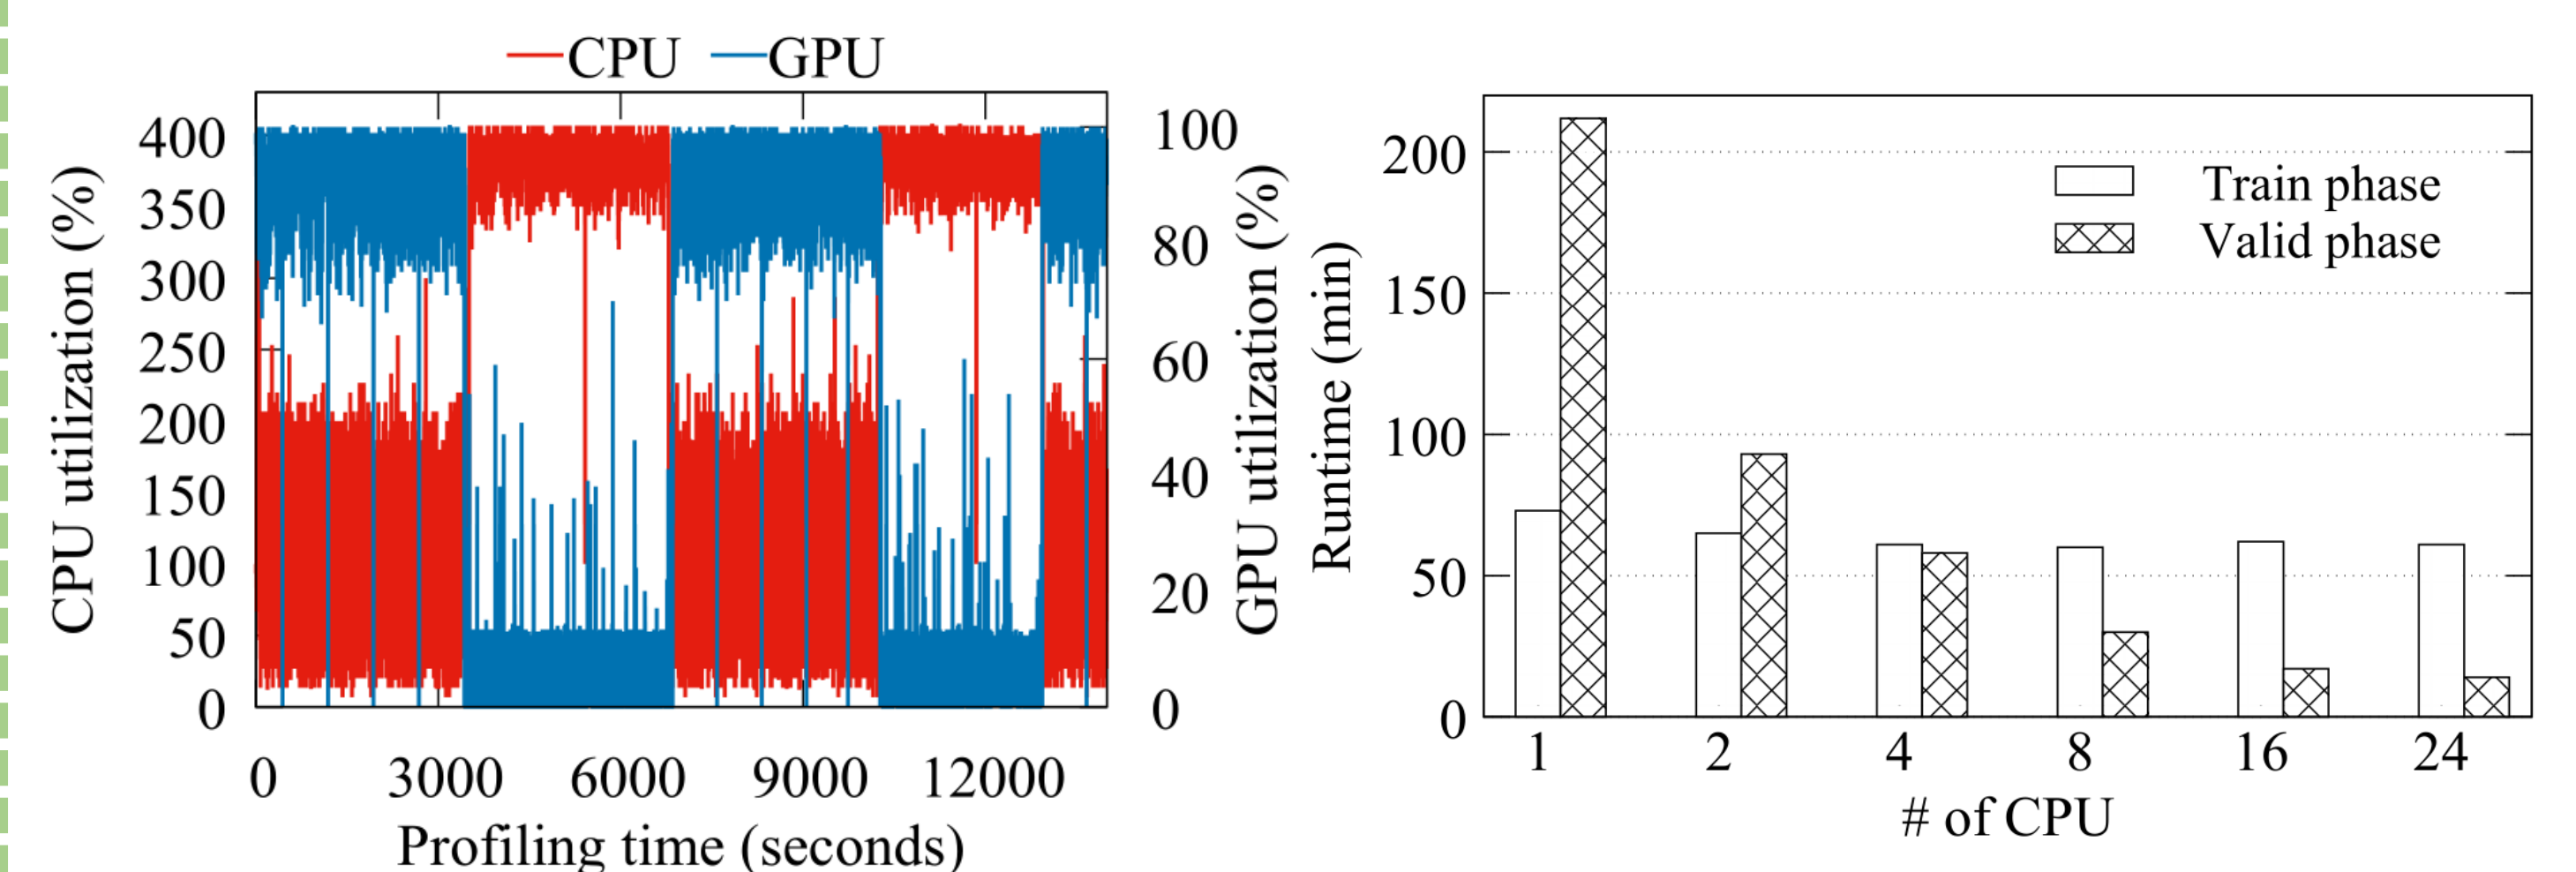 CPU GPU
CPU utilization (%)
400
350
300
250
200
150
100
50
0
100
80
60
40
20
0
GPU utilization (%)
0 3000 6000 9000 12000
Profiling time (seconds)
Runtime (min)
200
150
100
50
0
Train phase
Valid phase
1 2 4 8 16 24
# of CPU